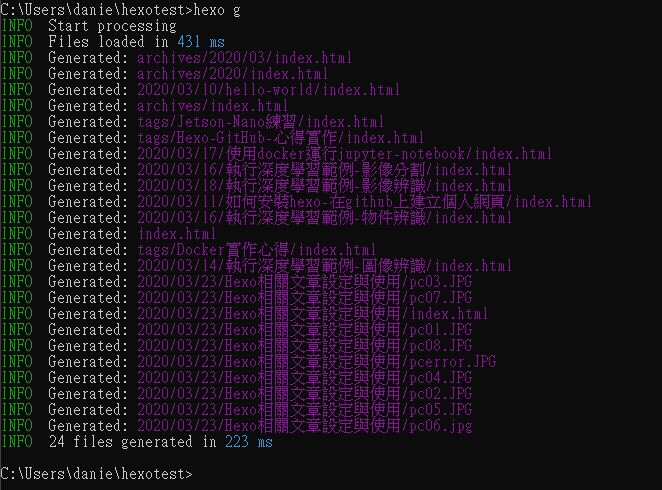 C:\Users\danie\hexotest>hexo g
INFO  Start processing
INFO  Files loaded in 431 ms
INFO  Generated: archives/2020/03/index.html
INFO  Generated: archives/2020/index.html
INFO  Generated: 2020/03/10/hello-world/index.html
INFO  Generated: archives/index.html
INFO  Generated: tags/Jetson-Nano練習/index.html
INFO  Generated: tags/Hexo-GitHub-心得實作/index.html
INFO  Generated: 2020/03/17/使用docker運行jupyter-notebook/index.html
INFO  Generated: 2020/03/16/執行深度學習範例-影像分割/index.html
INFO  Generated: 2020/03/18/執行深度學習範例-影像辨識/index.html
INFO  Generated: 2020/03/11/如何安裝hexo-在github上建立個人網頁/index.html
INFO  Generated: 2020/03/16/執行深度學習範例-物件辨識/index.html
INFO  Generated: index.html
INFO  Generated: tags/Docker實作心得/index.html
INFO  Generated: 2020/03/14/執行深度學習範例-圖像辨識/index.html
INFO  Generated: 2020/03/23/Hexo相關文章設定與使用/pc03.JPG
INFO  Generated: 2020/03/23/Hexo相關文章設定與使用/pc07.JPG
INFO  Generated: 2020/03/23/Hexo相關文章設定與使用/index.html
INFO  Generated: 2020/03/23/Hexo相關文章設定與使用/pc01.JPG
INFO  Generated: 2020/03/23/Hexo相關文章設定與使用/pc08.JPG
INFO  Generated: 2020/03/23/Hexo相關文章設定與使用/pcerror.JPG
INFO  Generated: 2020/03/23/Hexo相關文章設定與使用/pc04.JPG
INFO  Generated: 2020/03/23/Hexo相關文章設定與使用/pc02.JPG
INFO  Generated: 2020/03/23/Hexo相關文章設定與使用/pc05.JPG
INFO  Generated: 2020/03/23/Hexo相關文章設定與使用/pc06.jpg
INFO  24 files generated in 223 ms
C:\Users\danie\hexotest>